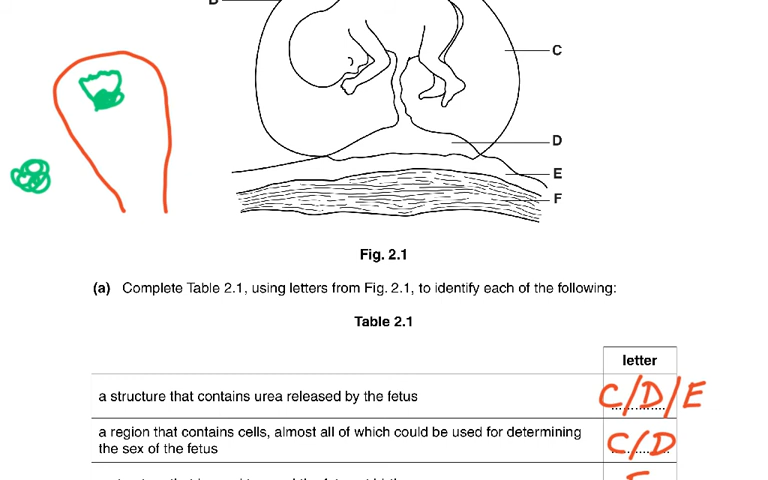 C
D
E
F
Fig. 2.1
(a) Complete Table 2.1, using letters from Fig. 2.1, to identify each of the following:
Table 2.1
letter
a structure that contains urea released by the fetus C/D/E
a region that contains cells, almost all of which could be used for determining
the sex of the fetus C/D